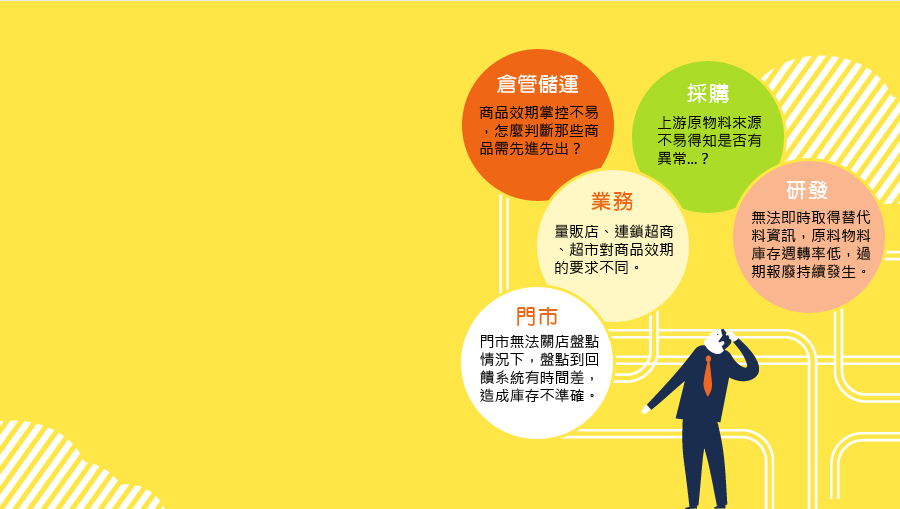 倉管儲運
商品效期掌控不易
，怎麼判斷那些商
品需先進先出？
採購
上游原物料來源
不易得知是否有
異常...？
業務
量販店、連鎖超商
、超市對商品效期
的要求不同。
研發
無法即時取得替代
料資訊，原料物料
庫存週轉率低，過
期報廢持續發生。
門市
門市無法關店盤點
情況下，盤點到回
饋系統有時間差，
造成庫存不準確。